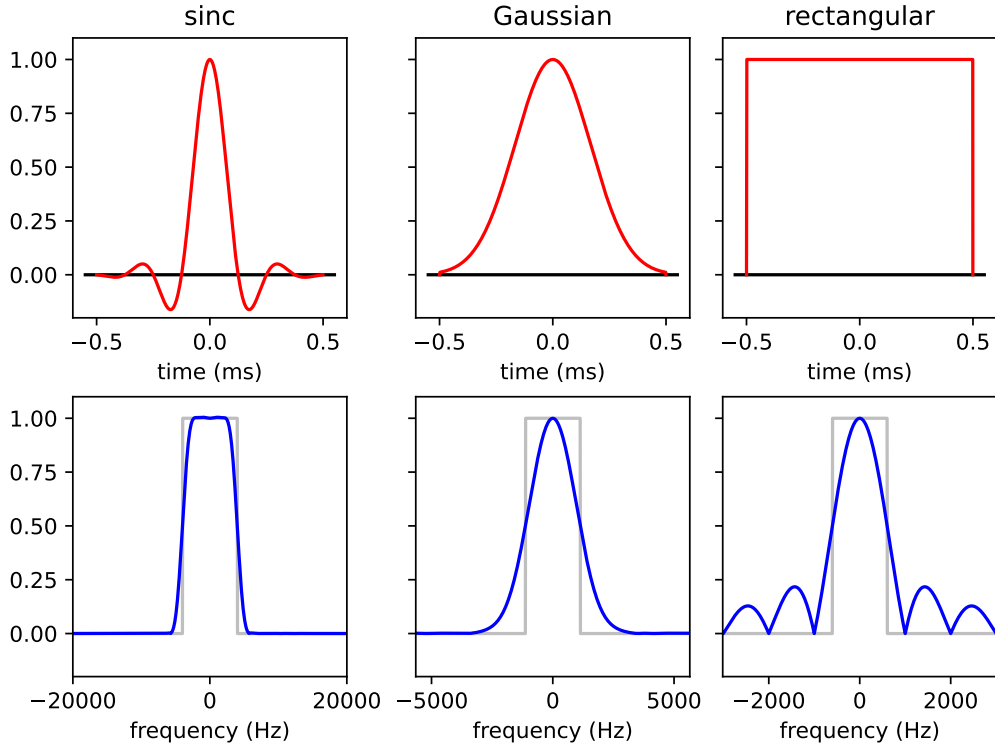 sinc
Gaussian
rectangular
1.00
0.75
0.50
0.25
0.00
−0.5 0.0 0.5
−0.5 0.0 0.5
−0.5 0.0 0.5
time (ms)
time (ms)
time (ms)
1.00
0.75
0.50
0.25
0.00
−20000 0 20000
−5000 0 5000
−2000 0 2000
frequency (Hz)
frequency (Hz)
frequency (Hz)